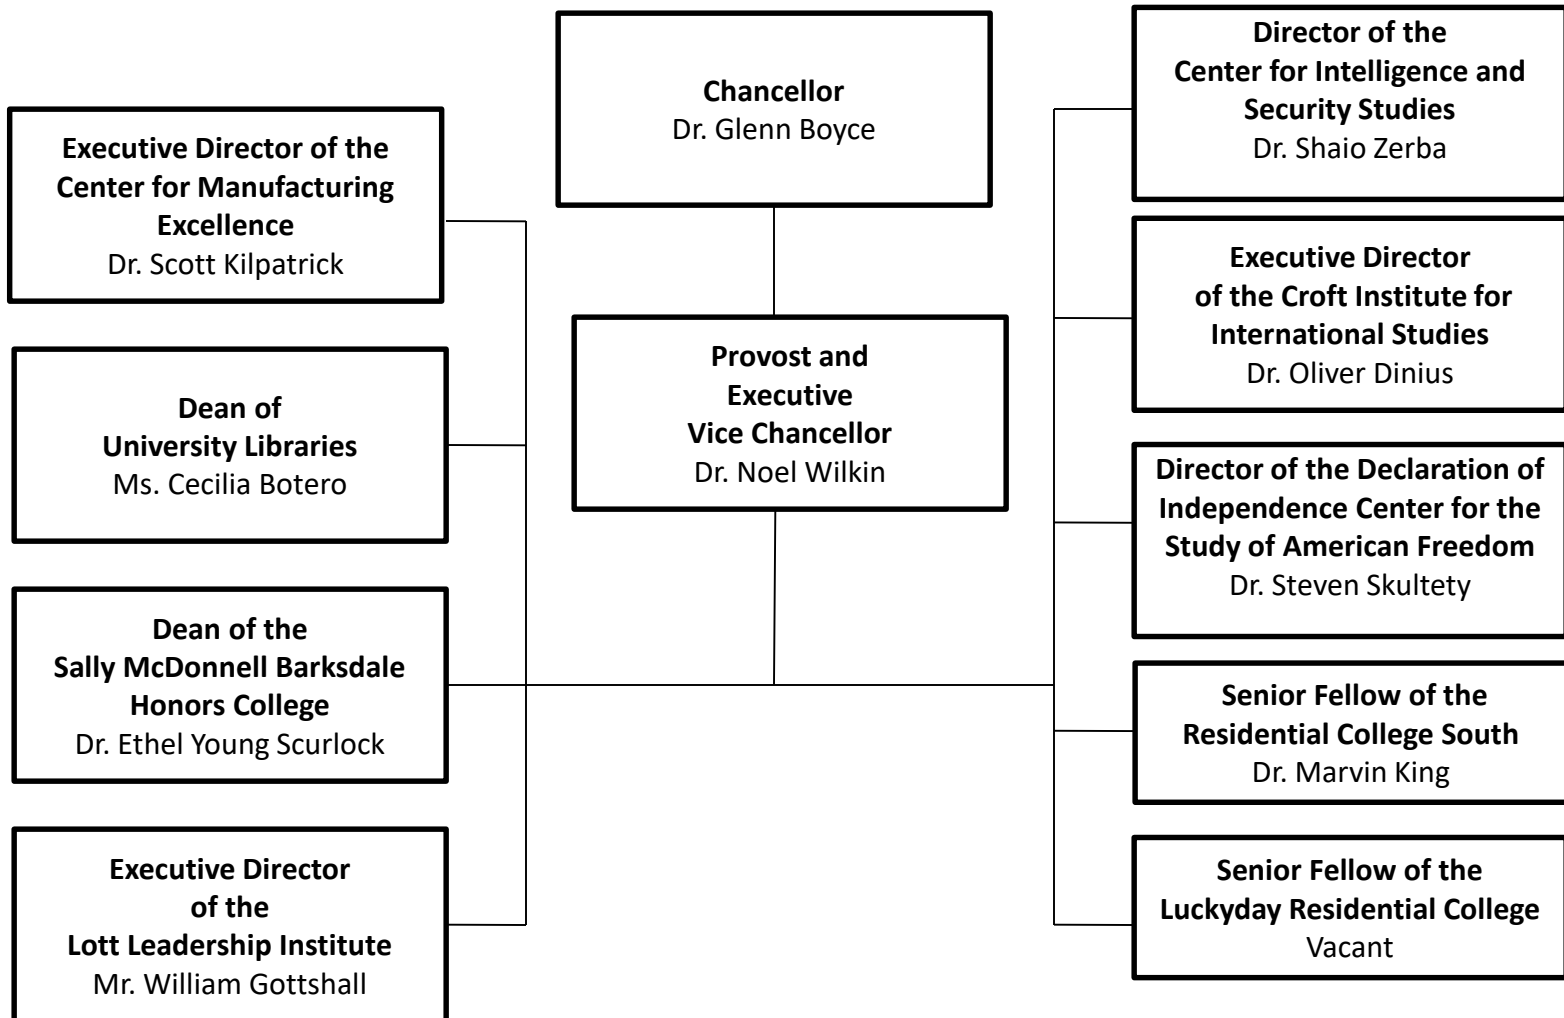 Chancellor
Dr. Glenn Boyce
Provost and
Executive
Vice Chancellor
Dr. Noel Wilkin
Executive Director of the
Center for Manufacturing
Excellence
Dr. Scott Kilpatrick
Dean of
University Libraries
Ms. Cecilia Botero
Dean of the
Sally McDonnell Barksdale
Honors College
Dr. Ethel Young Scurlock
Executive Director
of the
Lott Leadership Institute
Mr. William Gottshall
Director of the
Center for Intelligence and
Security Studies
Dr. Shaio Zerba
Executive Director
of the Croft Institute for
International Studies
Dr. Oliver Dinius
Director of the Declaration of
Independence Center for the
Study of American Freedom
Dr. Steven Skultety
Senior Fellow of the
Residential College South
Dr. Marvin King
Senior Fellow of the
Luckyday Residential College
Vacant